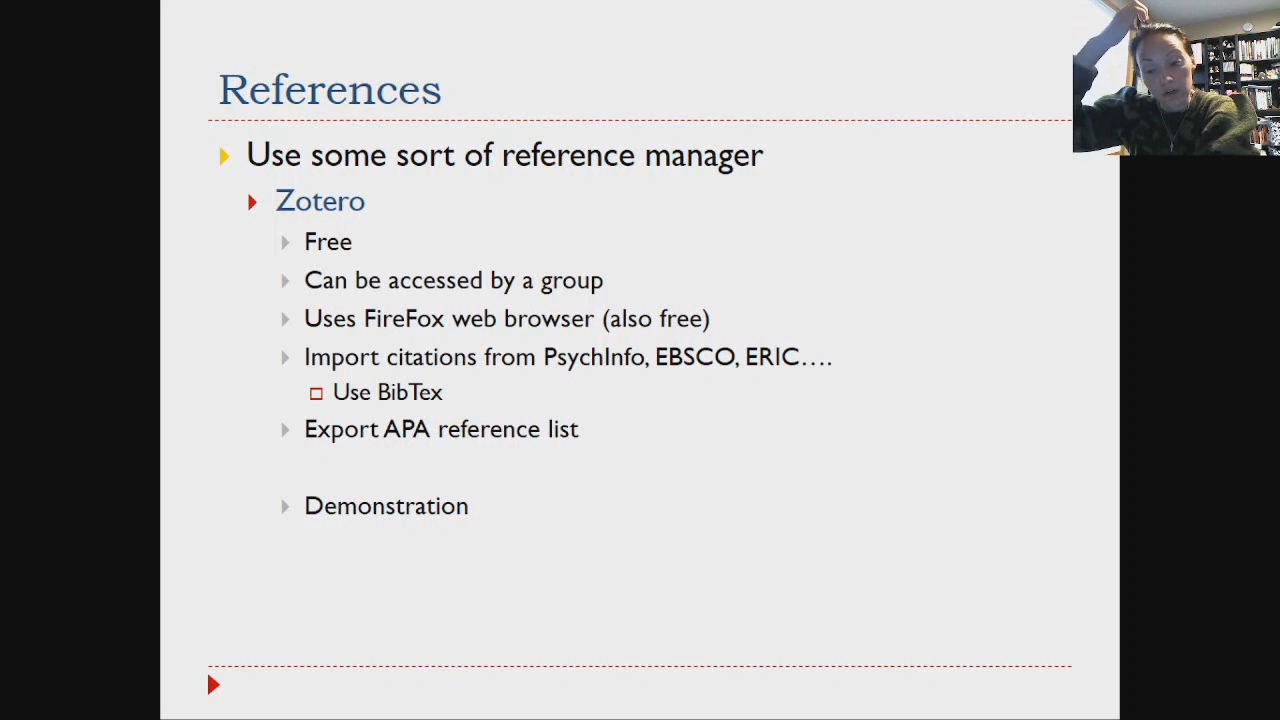 References
Use some sort of reference manager
Zotero
Free
Can be accessed by a group
Uses FireFox web browser (also free)
Import citations from PsychInfo, EBSCO, ERIC….
Use BibTex
Export APA reference list
Demonstration